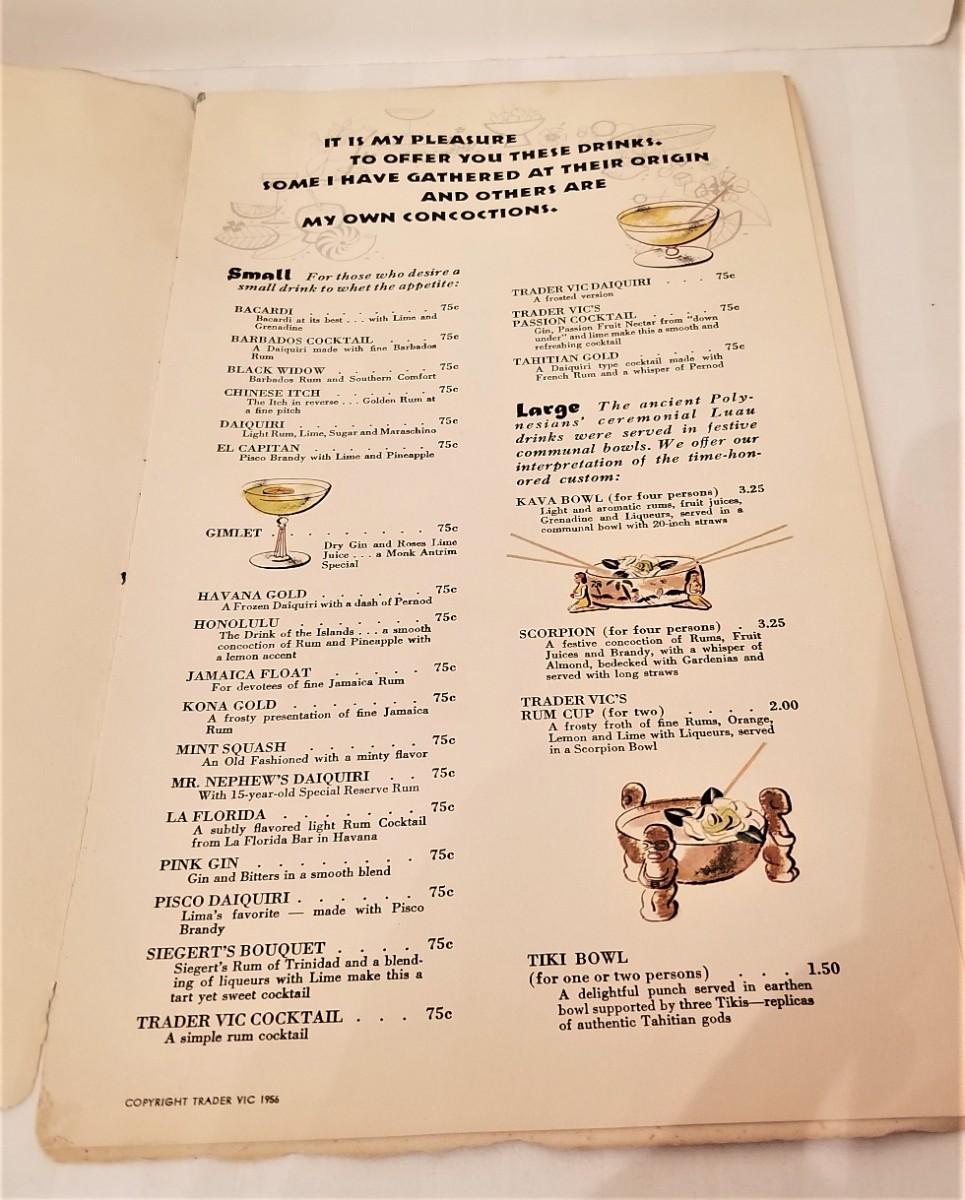 IT IS MY PLEASURE
TO OFFER YOU THESE DRINKS.
SOME I HAVE GATHERED AT THEIR ORIGIN
AND OTHERS ARE
MY OWN CONCOCTIONS.
Small For those who desire a
small drink to whet the appetite:
BACARDI . . . . . . . 75c
Bacardi at its best . . . with Lime and
Grenadine
BARBADOS COCKTAIL . . . 75c
A Daiquiri made with fine Barbados
Rum
BLACK WIDOW . . . . . . 75c
Barbados Rum and Southern Comfort
CHINESE ITCH . . . . . . 75c
The Itch in reverse . . . Golden Rum at
a fine pitch
DAIQUIRI . . . . . . . 75c
Light Rum, Lime, Sugar and Maraschino
EL CAPITAN . . . . . . . 75c
Pisco Brandy with Lime and Pineapple
GIMLET . . . . . . . . 75c
Dry Gin and Roses Lime
Juice . . . a Monk Antrim
Special
HAVANA GOLD . . . . . . 75c
A Frozen Daiquiri with a dash of Pernod
HONOLULU . . . . . . . 75c
The Drink of the Islands . . . a smooth
concoction of Rum and Pineapple with
a lemon accent
JAMAICA FLOAT . . . . . 75c
For devotees of fine Jamaica Rum
KONA GOLD . . . . . . . 75c
A frosty presentation of fine Jamaica
Rum
MINT SQUASH . . . . . . 75c
An Old Fashioned with a minty flavor
MR. NEPHEW'S DAIQUIRI . . 75c
With 15-year-old Special Reserve Rum
LA FLORIDA . . . . . . . 75c
A subtly flavored light Rum Cocktail
from La Florida Bar in Havana
PINK GIN . . . . . . . . 75c
Gin and Bitters in a smooth blend
PISCO DAIQUIRI . . . . . . 75c
Lima's favorite — made with Pisco
Brandy
SIEGERT'S BOUQUET . . . . 75c
Siegert's Rum of Trinidad and a blend-
ing of liqueurs with Lime make this a
tart yet sweet cocktail
TRADER VIC COCKTAIL . . . 75c
A simple rum cocktail
TRADER VIC DAIQUIRI . . . 75c
A frosted version
TRADER VIC'S
PASSION COCKTAIL . . . . 75c
Gin, Passion Fruit Nectar from "down
under" and lime make this a smooth and
refreshing cocktail
TAHITIAN GOLD . . . . . 75c
A Daiquiri type cocktail made with
French Rum and a whisper of Pernod
Large The ancient Poly-
nesians' ceremonial Luau
drinks were served in festive
communal bowls. We offer our
interpretation of the time-hon-
ored custom:
KAVA BOWL (for four persons) 3.25
Light and aromatic rums, fruit juices,
Grenadine and Liqueurs, served in a
communal bowl with 20-inch straws
SCORPION (for four persons) . 3.25
A festive concoction of Rums, Fruit
Juices and Brandy, with a whisper of
Almond, bedecked with Gardenias and
served with long straws
TRADER VIC'S
RUM CUP (for two) . . . . 2.00
A frosty froth of fine Rums, Orange,
Lemon and Lime with Liqueurs, served
in a Scorpion Bowl
TIKI BOWL
(for one or two persons) . . . 1.50
A delightful punch served in earthen
bowl supported by three Tikis—replicas
of authentic Tahitian gods
COPYRIGHT TRADER VIC 1956